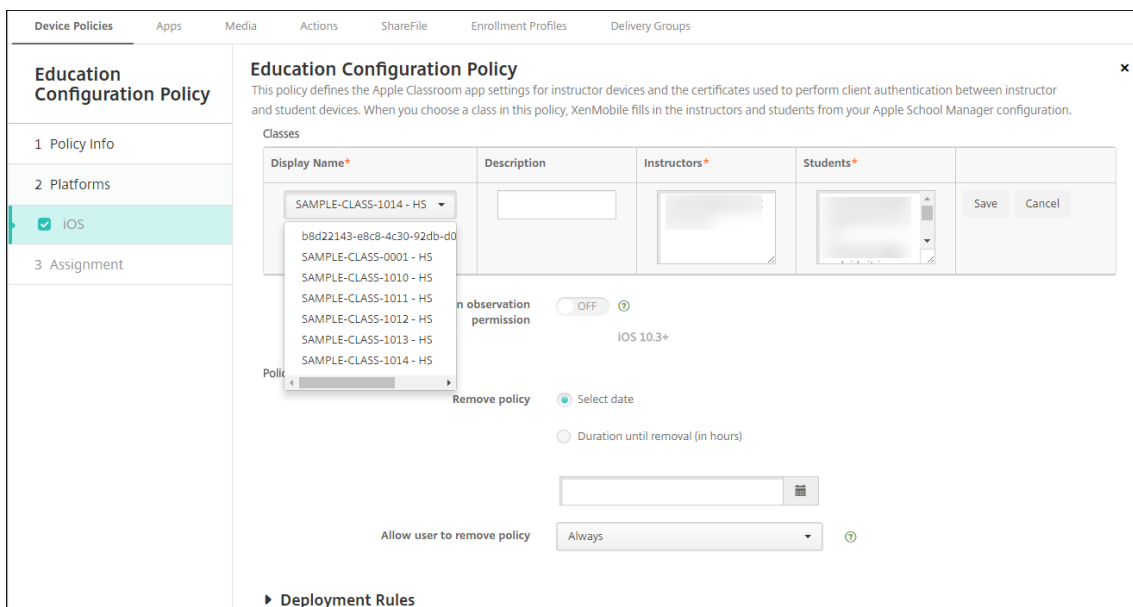 Device Policies Apps Media Actions ShareFile Enrollment Profiles Delivery Groups
Education
Configuration Policy
1 Policy Info
2 Platforms
iOS
3 Assignment
Education Configuration Policy
×
This policy defines the Apple Classroom app settings for instructor devices and the certificates used to perform client authentication between instructor
and student devices. When you choose a class in this policy, XenMobile fills in the instructors and students from your Apple School Manager configuration.
Classes
Display Name* Description Instructors* Students*
SAMPLE-CLASS-1014 - HS Save Cancel
b8d22143-e8c8-4c30-92db-d0
SAMPLE-CLASS-0001 - HS
SAMPLE-CLASS-1010 - HS
SAMPLE-CLASS-1011 - HS
SAMPLE-CLASS-1012 - HS
SAMPLE-CLASS-1013 - HS
SAMPLE-CLASS-1014 - HS
n observation
permission
OFF ?
iOS 10.3+
Polic
Remove policy Select date
Duration until removal (in hours)
Allow user to remove policy Always ?
Deployment Rules